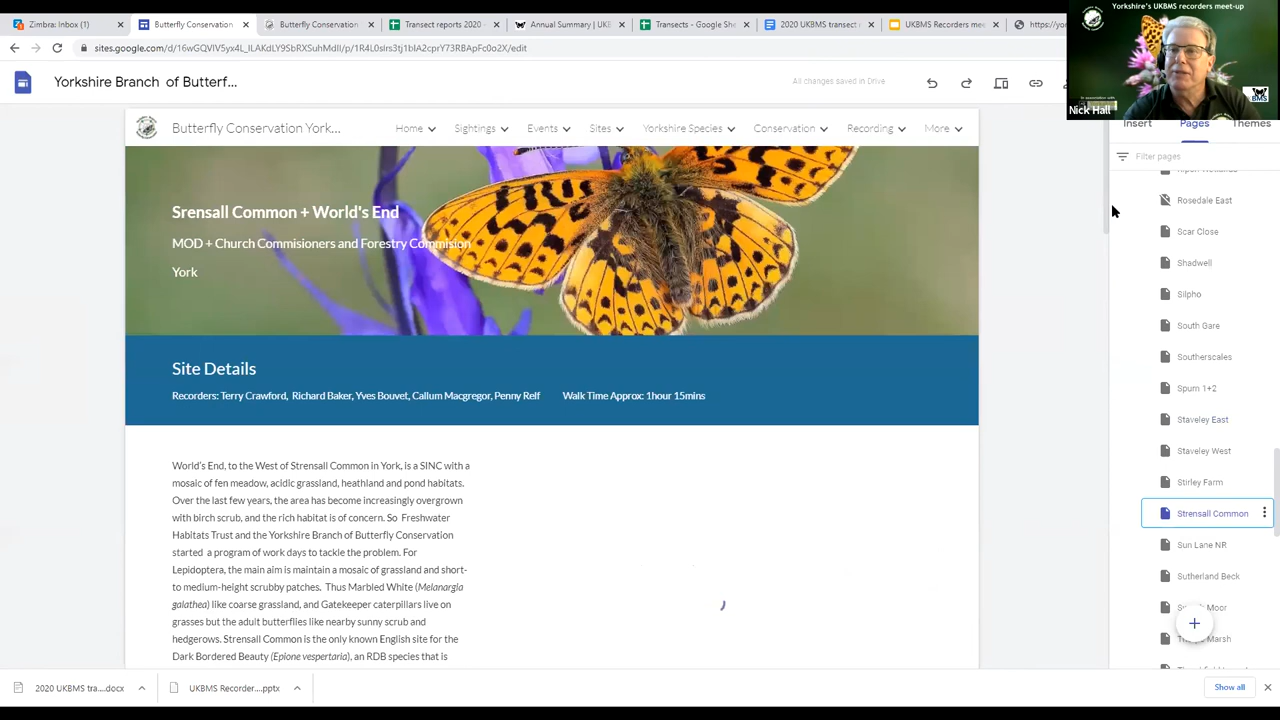 Zimbra: Inbox (1)
Butterfly Conservation
Butterfly Conservation
Transect reports 2020
Annual Summary | UKB
Transects - Google She
2020 UKBMS transect r
UKBMS Recorders mee
https://yo
sites.google.com/d/16wGQVIV5yx4L_ILAKdLY9SbRXSuhMdIl/p/1R4L0slrs3tj1bIA2cprY73RBApFc0o2X/edit
Yorkshire's UKBMS recorders meet-up
Nick Hall
BMS
Yorkshire Branch of Butterf...
All changes saved in Drive
Butterfly Conservation York...
Home
Events
Sites
Yorkshire Species
Conservation
Recording
More
Insert
Pages
Themes
Filter pages
Srensall Common + World's End
MOD + Church Commisioners and Forestry Commision
York
Site Details
Recorders: Terry Crawford, Richard Baker, Yves Bouvet, Callum Macgregor, Penny Relf
Walk Time Approx: 1hour 15mins
World's End, to the West of Strensall Common in York, is a SINC with a
mosaic of fen meadow, acidic grassland, heathland and pond habitats.
Over the last few years, the area has become increasingly overgrown
with birch scrub, and the rich habitat is of concern. So Freshwater
Habitats Trust and the Yorkshire Branch of Butterfly Conservation
started a program of work days to tackle the problem. For
Lepidoptera, the main aim is maintain a mosaic of grassland and short-
to medium-height scrubby patches. Thus Marbled White (Melanargia
galathea) like coarse grassland, and Gatekeeper caterpillars live on
grasses but the adult butterflies like nearby sunny scrub and
hedgerows. Strensall Common is the only known English site for the
Dark Bordered Beauty (Epione vespertaria), an RDB species that is
Rosedale East
Scar Close
Shadwell
Silpho
South Gare
Southerscales
Spurn 1+2
Staveley East
Staveley West
Stirley Farm
Strensall Common
Sun Lane NR
Sutherland Beck
Moor
Marsh
2020 UKBMS tra....docx
UKBMS Recorder....pptx
Show all